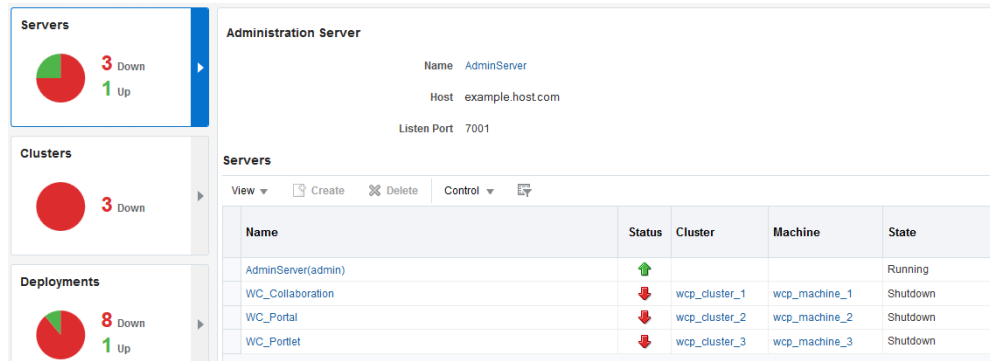 Servers
3 Down
1 Up
Clusters
3 Down
Deployments
8 Down
1 Up
Administration Server
Name AdminServer
Host example.host.com
Listen Port 7001
Servers
View Create Delete Control
Name Status Cluster Machine State
AdminServer(admin) Running
WC_Collaboration wcp_cluster_1 wcp_machine_1 Shutdown
WC_Portal wcp_cluster_2 wcp_machine_2 Shutdown
WC_Portlet wcp_cluster_3 wcp_machine_3 Shutdown